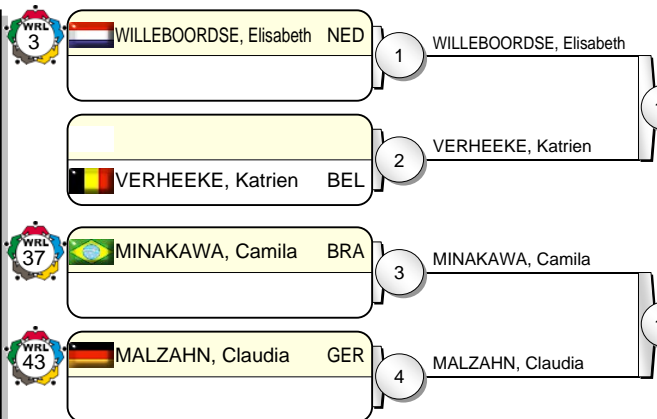 WRL
3
WILLEBOORDSE, Elisabeth NED
1
WILLEBOORDSE, Elisabeth
2
VERHEEKE, Katrien
VERHEEKE, Katrien BEL
WRL
37
MINAKAWA, Camila BRA
3
MINAKAWA, Camila
WRL
43
MALZAHN, Claudia GER
4
MALZAHN, Claudia